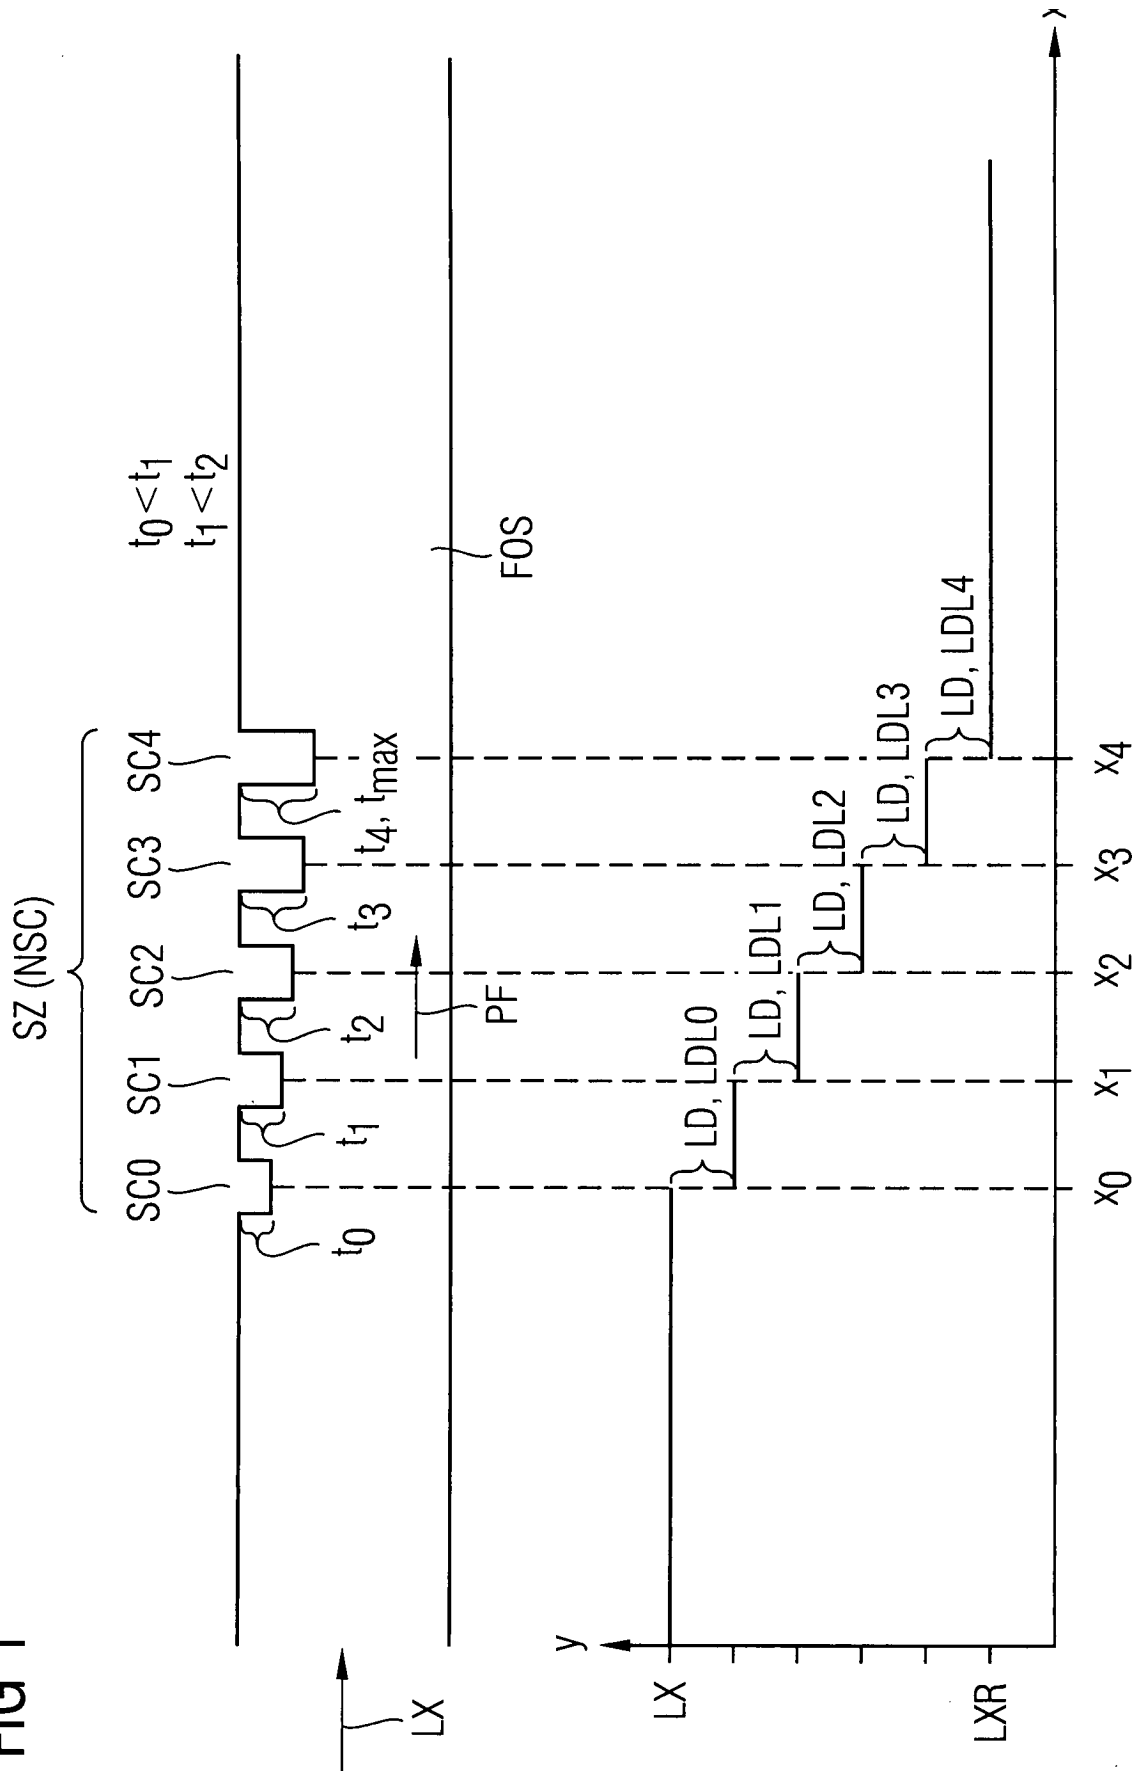 FIG 1
SZ (NSC)
SC0 SC1 SC2 SC3 SC4
t0<t1
t1<t2
t0 t1 t2 t3 t4, tmax
LX
PF
FOS
y
LX
LXR
LD, LDL0
LD, LDL1
LD, LDL2
LD, LDL3
LD, LDL4
x0 x1 x2 x3 x4
x